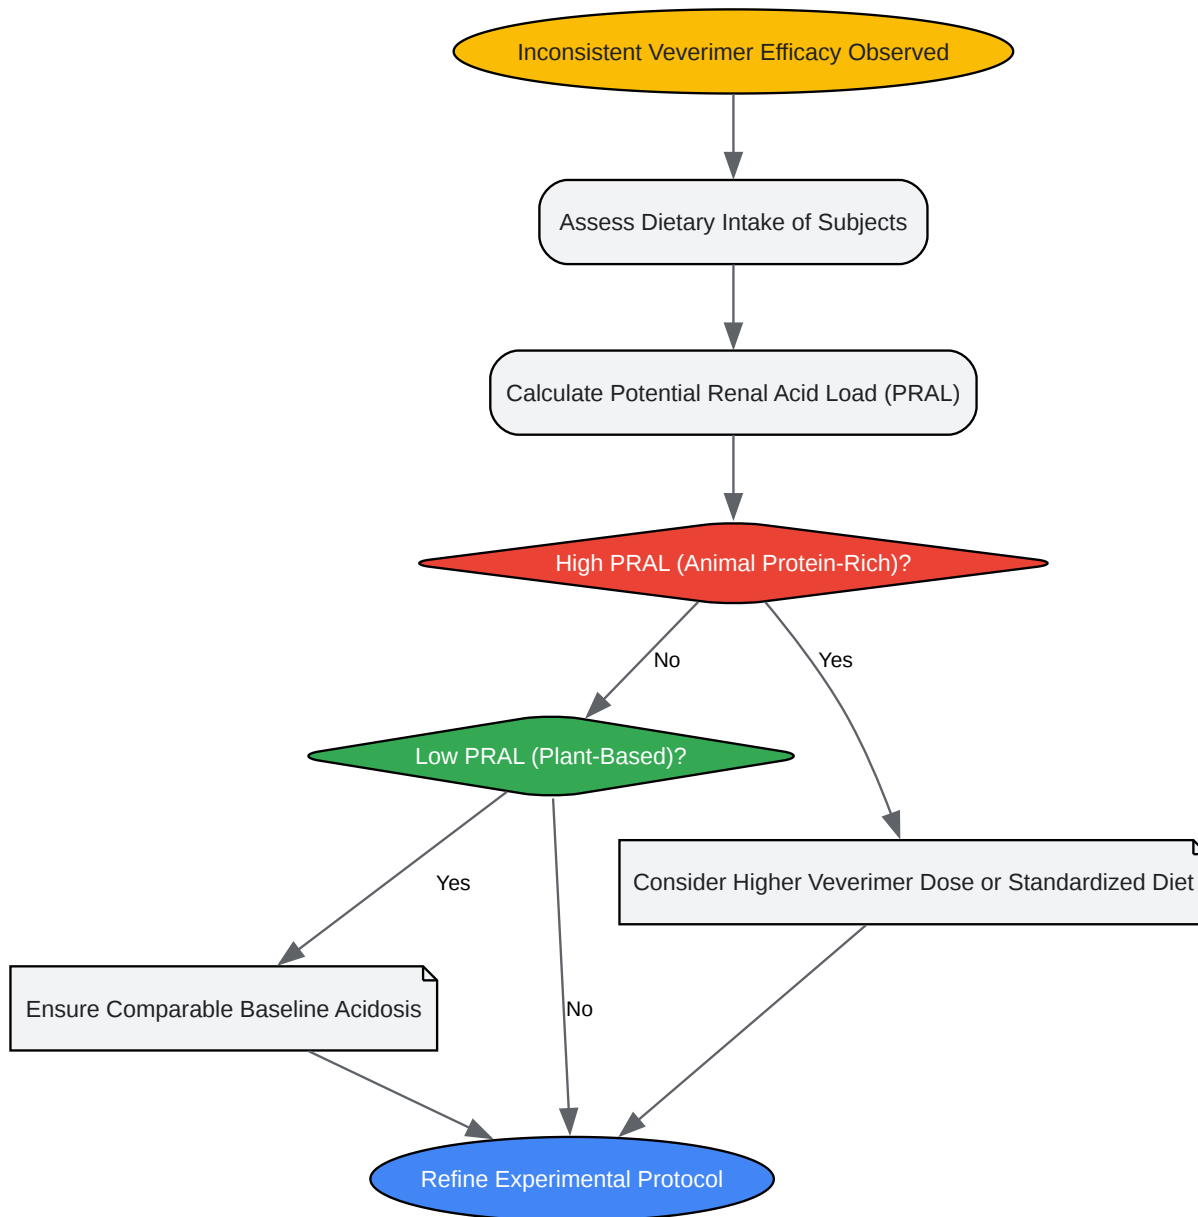 Inconsistent Veverimer Efficacy Observed
Assess Dietary Intake of Subjects
Calculate Potential Renal Acid Load (PRAL)
High PRAL (Animal Protein-Rich)?
No
Yes
Low PRAL (Plant-Based)?
Consider Higher Veverimer Dose or Standardized Diet
Yes
Ensure Comparable Baseline Acidosis
No
Refine Experimental Protocol